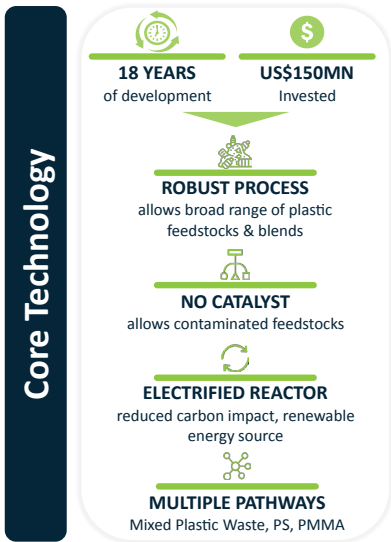 Core Technology
$
18 YEARS
of development
US$150MN
Invested
ROBUST PROCESS
allows broad range of plastic
feedstocks & blends
NO CATALYST
allows contaminated feedstocks
ELECTRIFIED REACTOR
reduced carbon impact, renewable
energy source
MULTIPLE PATHWAYS
Mixed Plastic Waste, PS, PMMA